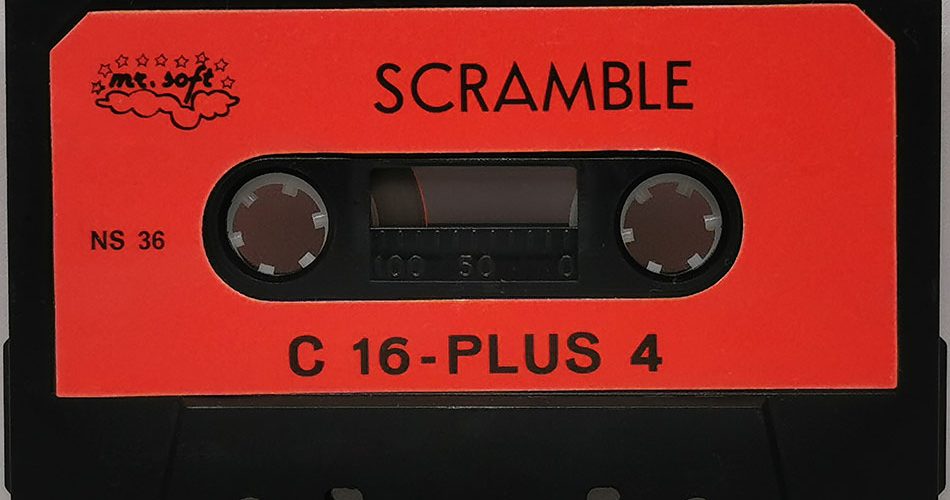 mr. soft
SCRAMBLE
NS 36
100 50 0
C 16-PLUS 4